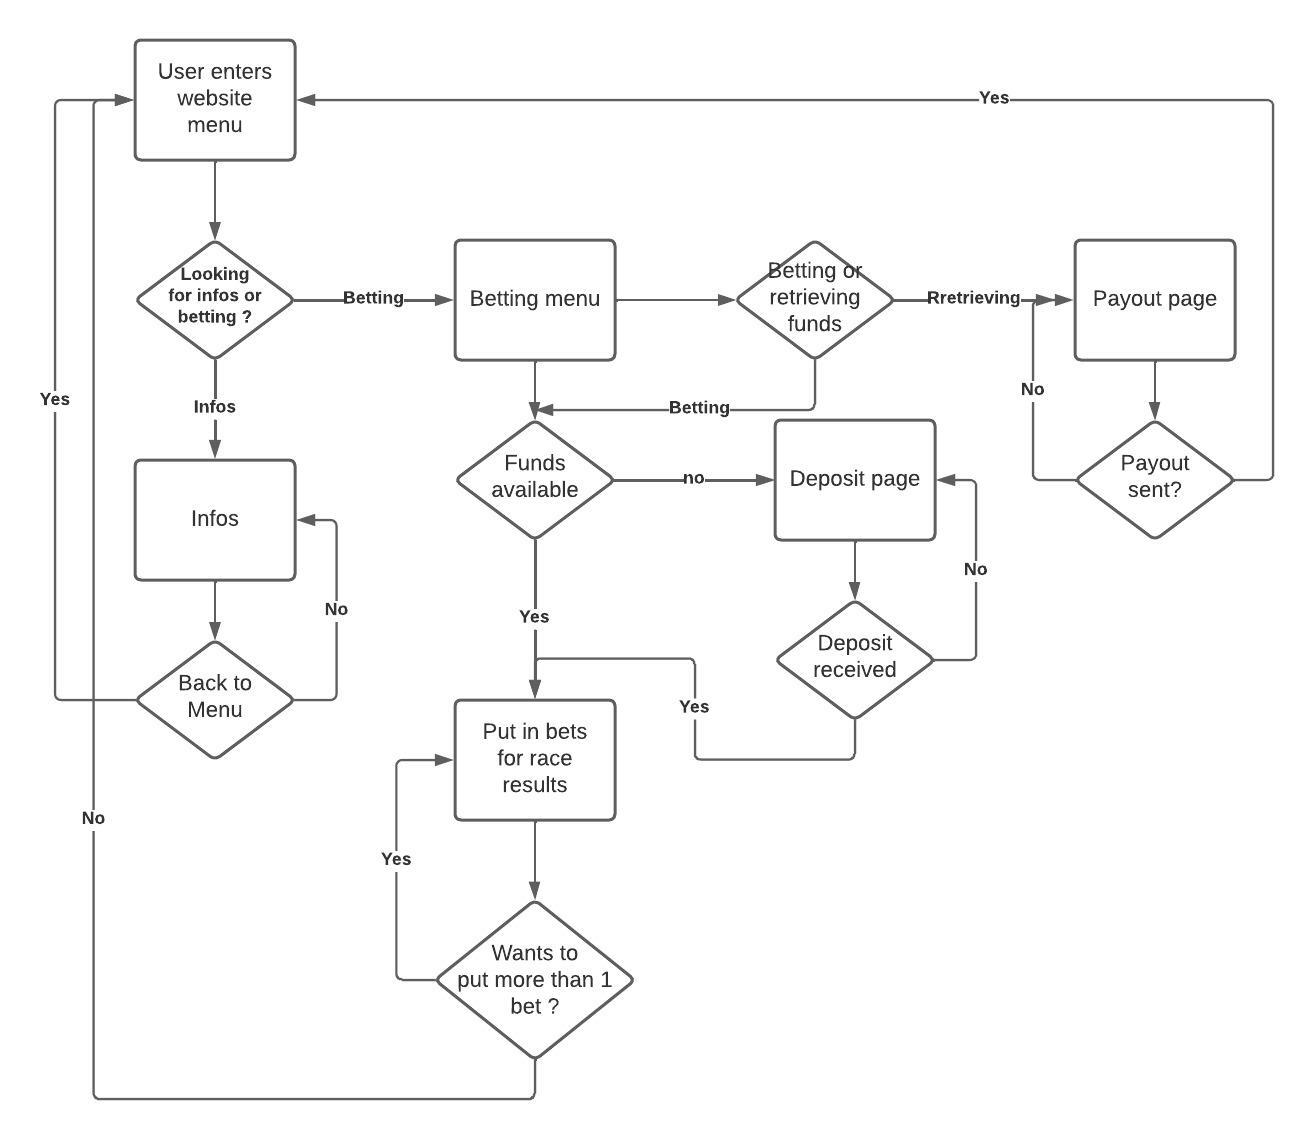 User enters
website
menu
Yes
Looking
for infos or
betting ?
Betting
Betting menu
Betting or
retrieving
funds
Rretrieving
Payout page
No
Yes
Infos
Betting
Funds
available
no
Deposit page
Payout
sent?
Infos
No
No
Yes
Deposit
received
Back to
Menu
Yes
Put in bets
for race
results
No
Yes
Wants to
put more than 1
bet ?